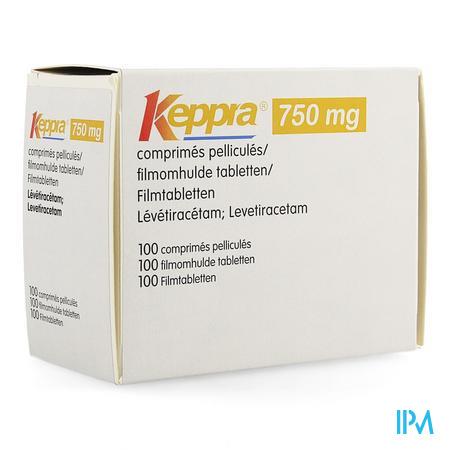 Keppra® 750 mg
comprimés pelliculés/
filmomhulde tabletten/
Filmtabletten
Lévétiracétam; Levetiracetam
100 comprimés pelliculés
100 filmomhulde tabletten
100 Filmtabletten
Keppra® 750 mg
comprimés pelliculés/
filmomhulde tabletten/
Filmtabletten
Lévétiracétam;
Levetiracetam
100 comprimés pelliculés
100 filmomhulde tabletten
100 Filmtabletten
IPM